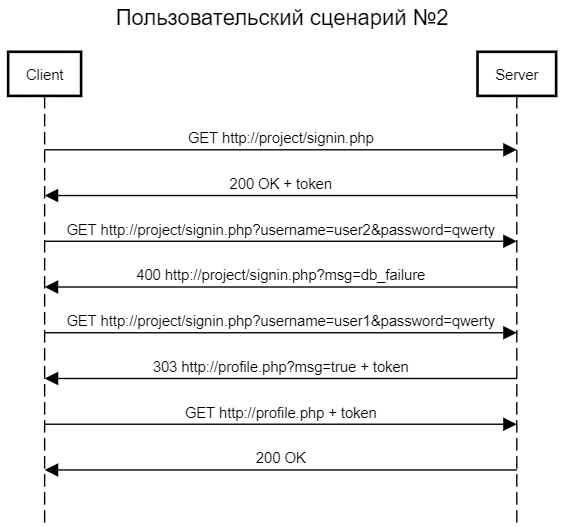 Пользовательский сценарий №2
Client
Server
GET http://project/signin.php
200 OK + token
GET http://project/signin.php?username=user2&password=qwerty
400 http://project/signin.php?msg=db_failure
GET http://project/signin.php?username=user1&password=qwerty
303 http://profile.php?msg=true + token
GET http://profile.php + token
200 OK